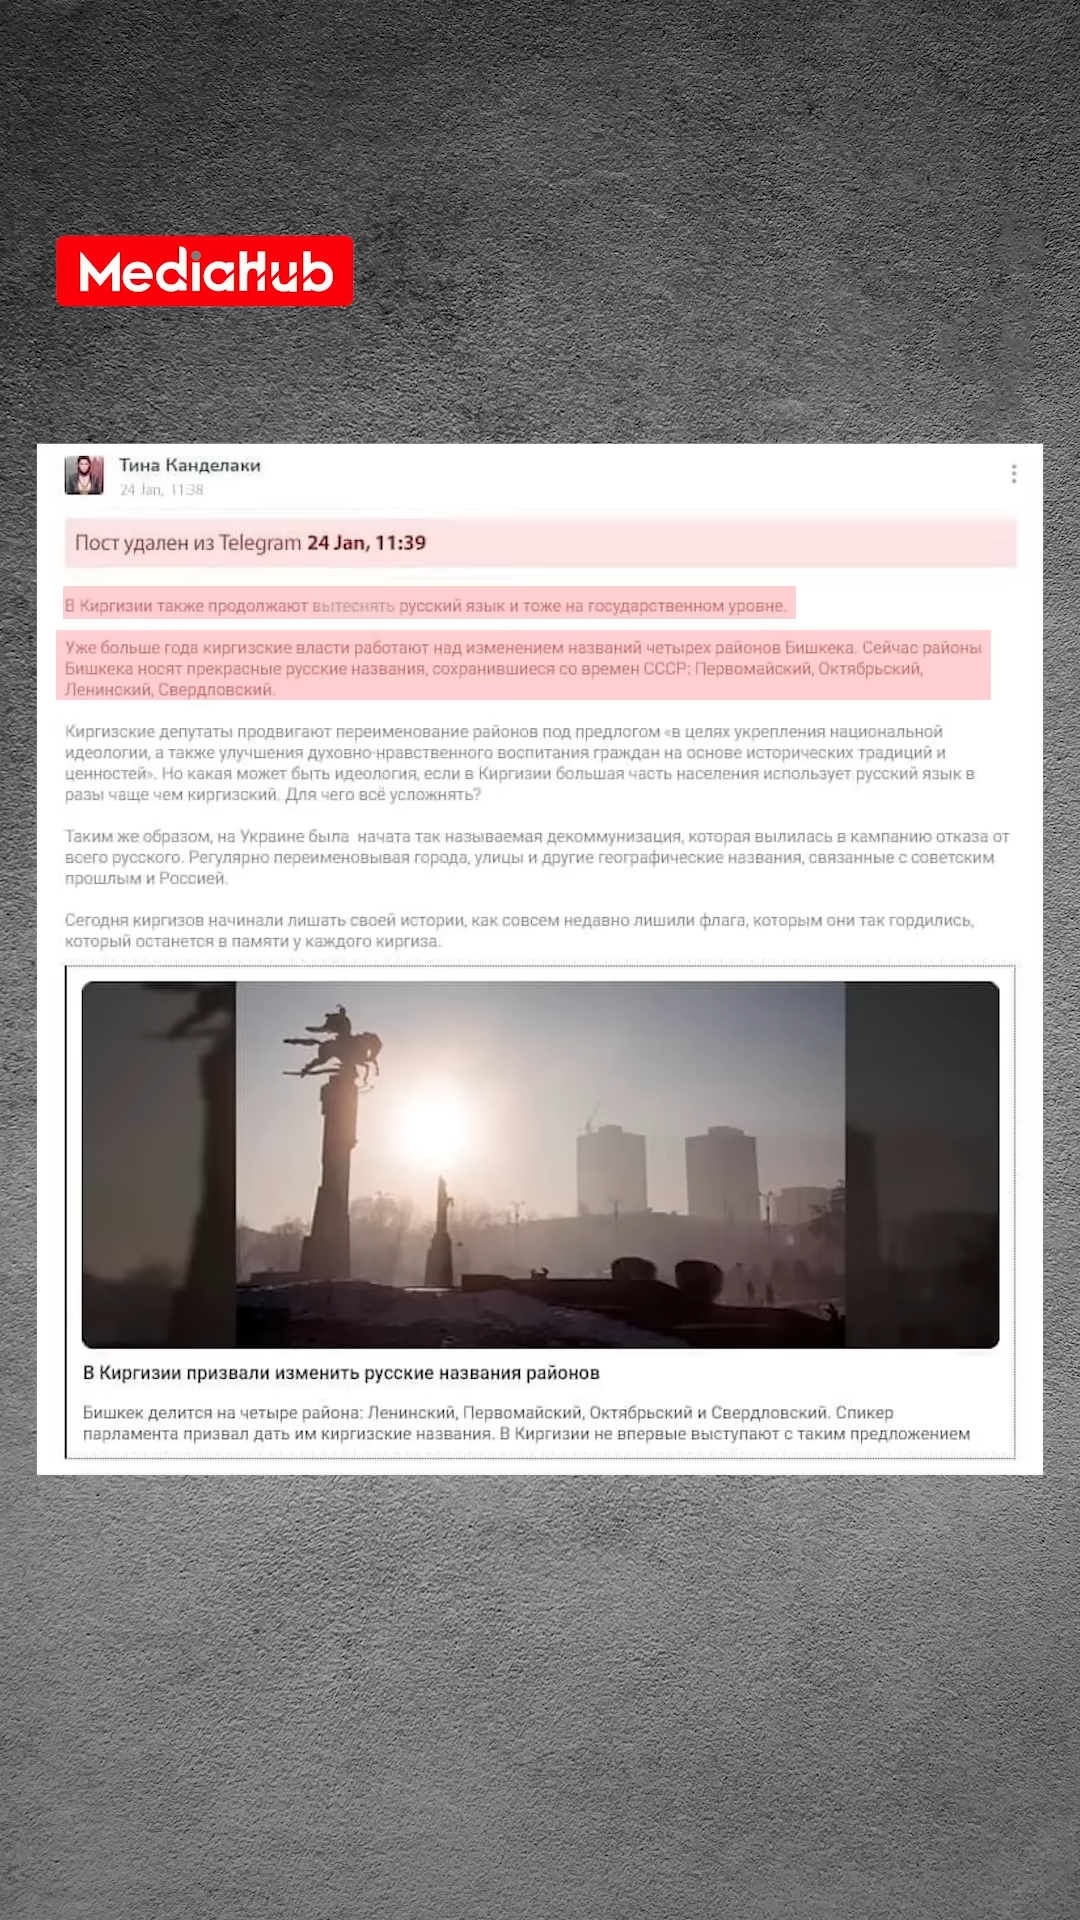 MediaHub
Тина Канделаки
24 Jan, 11:38
Пост удален из Telegram 24 Jan, 11:39
В Киргизии также продолжают вытеснять русский язык и тоже на государственном уровне.
Уже больше года киргизские власти работают над изменением названий четырех районов Бишкека. Сейчас районы
Бишкека носят прекрасные русские названия, сохранившиеся со времен СССР: Первомайский, Октябрьский,
Ленинский, Свердловский.
Киргизские депутаты продвигают переименование районов под предлогом «в целях укрепления национальной
идеологии, а также улучшения духовно-нравственного воспитания граждан на основе исторических традиций и
ценностей». Но какая может быть идеология, если в Киргизии большая часть населения использует русский язык в
разы чаще чем киргизский. Для чего всё усложнять?
Таким же образом, на Украине была начата так называемая декоммунизация, которая вылилась в кампанию отказа от
всего русского. Регулярно переименовывая города, улицы и другие географические названия, связанные с советским
прошлым и Россией.
Сегодня киргизов начинали лишать своей истории, как совсем недавно лишили флага, которым они так гордились,
который останется в памяти у каждого киргиза.
В Киргизии призвали изменить русские названия районов
Бишкек делится на четыре района: Ленинский, Первомайский, Октябрьский и Свердловский. Спикер
парламента призвал дать им киргизские названия. В Киргизии не впервые выступают с таким предложением